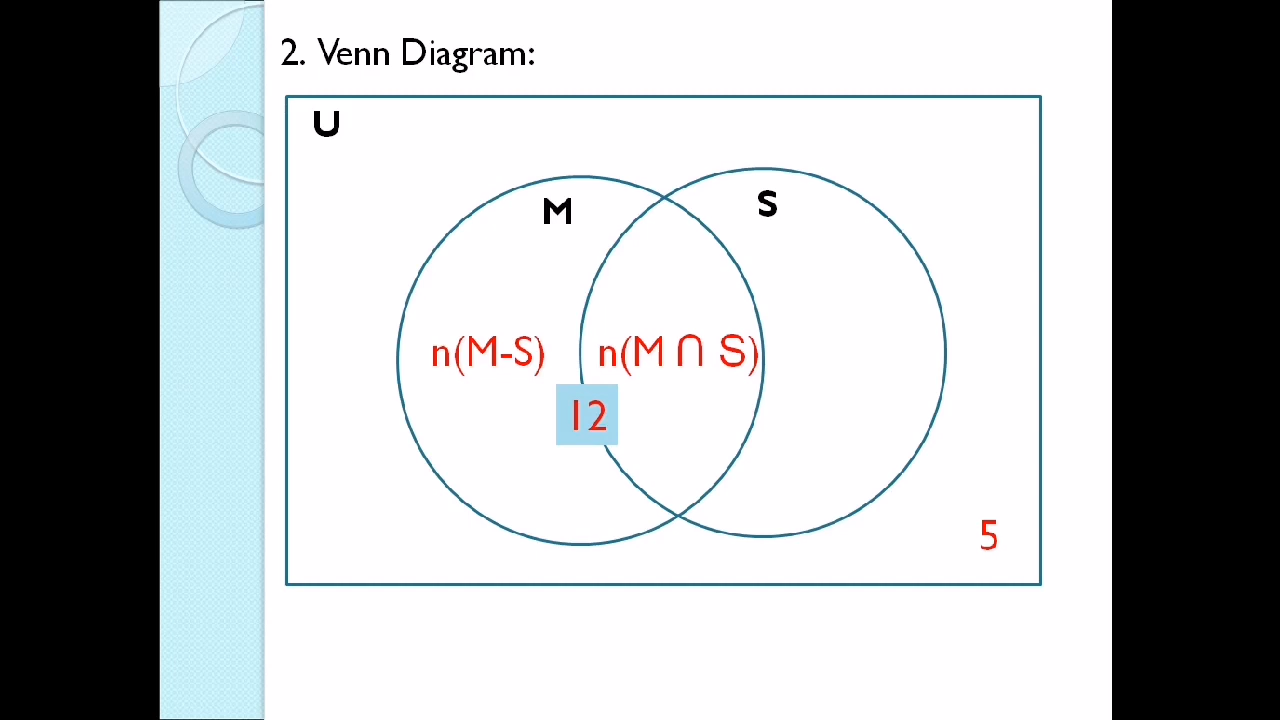 2. Venn Diagram:
U
M
S
n(M-S)
n(M ∩ S)
12
5